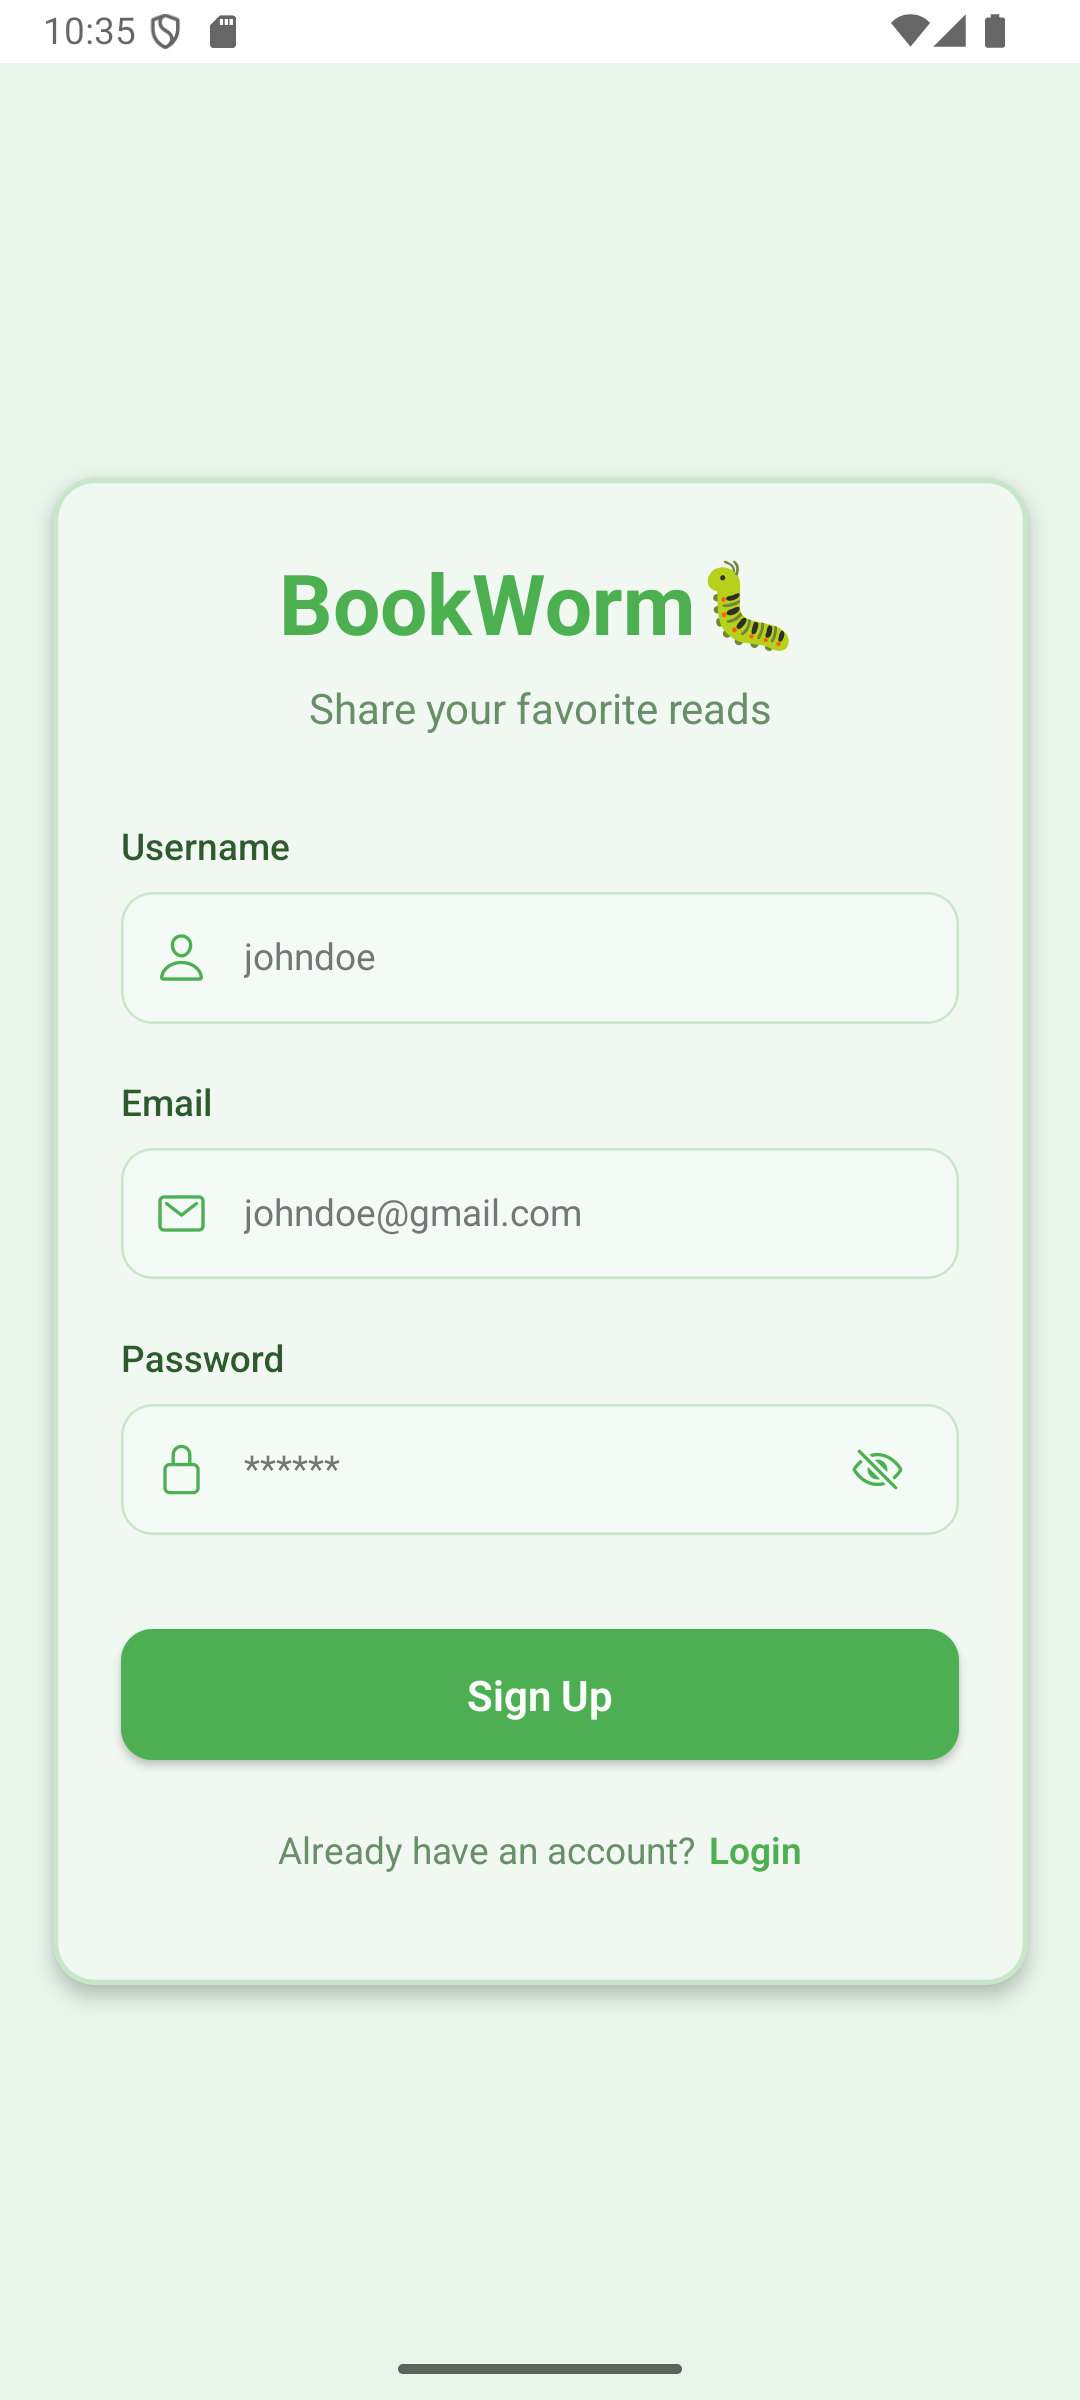 10:35
BookWorm🐛
Share your favorite reads
Username
johndoe
Email
johndoe@gmail.com
Password
******
Sign Up
Already have an account? Login